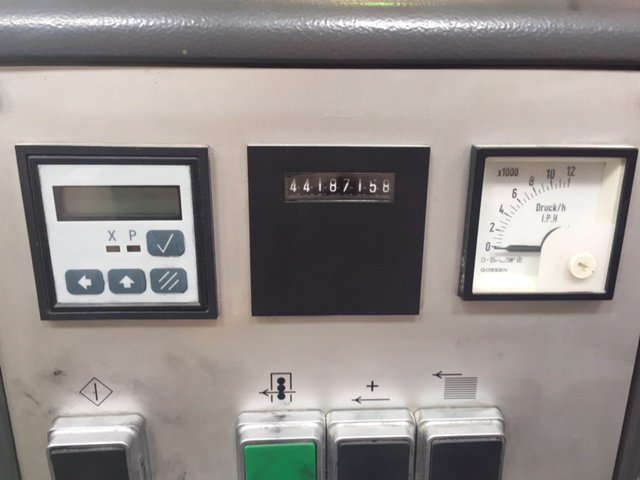 X P
44187158
x1000
0 2 4 6 8 10 12
Druck/h
I.P.H
GOSSEN
+